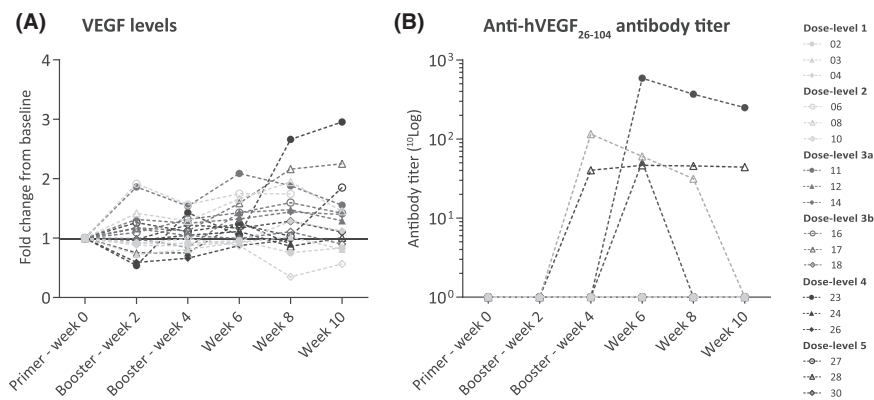 (A) VEGF levels
Fold change from baseline
4
3
2
1
0
Primer - week 0
Booster - week 2
Booster - week 4
Week 6
Week 8
Week 10
(B) Anti-hVEGF26-104 antibody titer
Antibody titer (10Log)
10³
10²
10¹
10⁰
Primer - week 0
Booster - week 2
Booster - week 4
Week 6
Week 8
Week 10
Dose-level 1
02
03
04
Dose-level 2
06
08
10
Dose-level 3a
11
12
14
Dose-level 3b
16
17
18
Dose-level 4
23
24
26
Dose-level 5
27
28
30